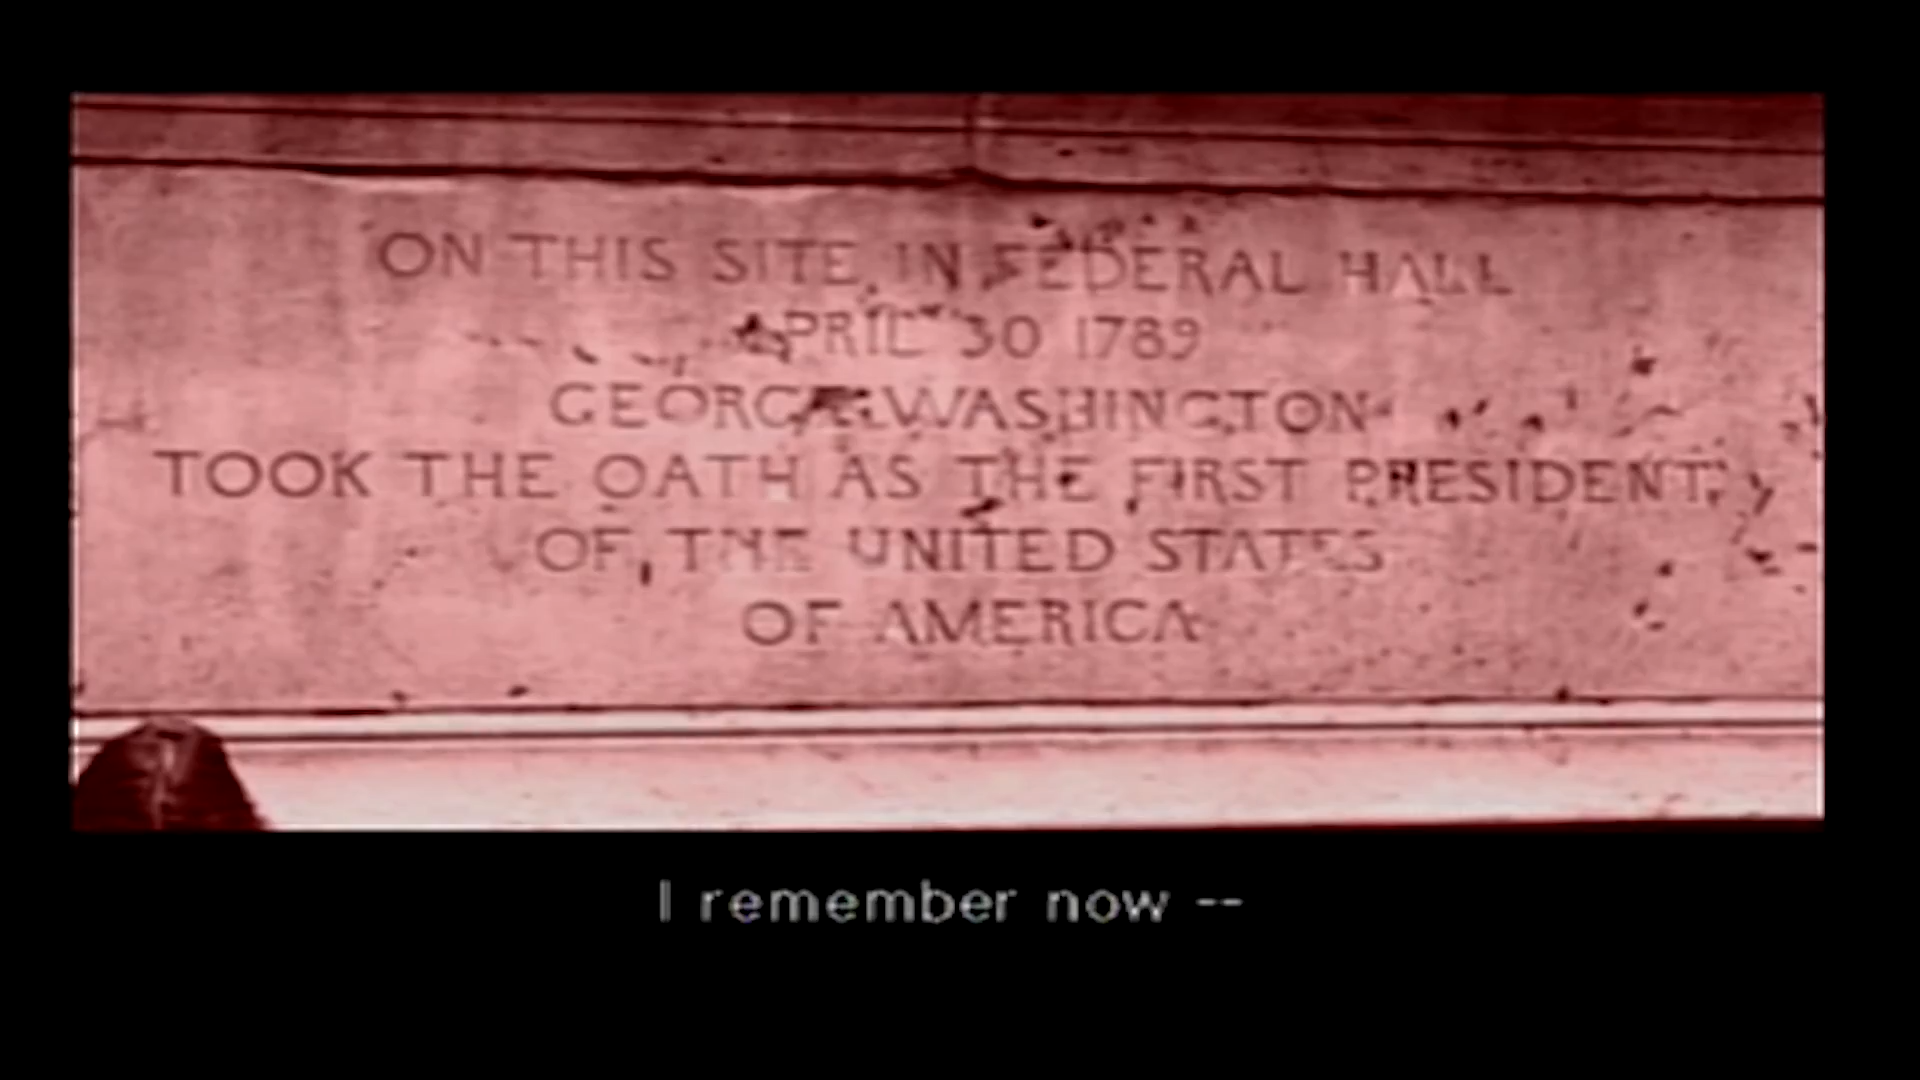 ON THIS SITE, IN FEDERAL HALL
APRIL 30 1789
GEORGE WASHINGTON
TOOK THE OATH AS THE FIRST PRESIDENT
OF THE UNITED STATES
OF AMERICA
I remember now --